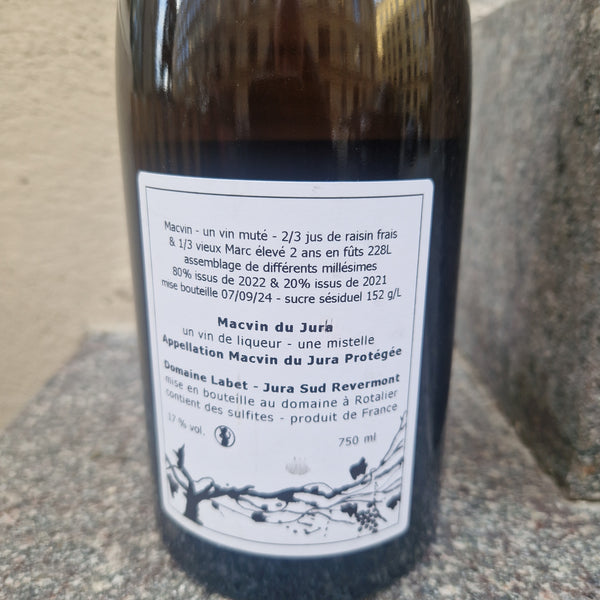 Macvin - un vin muté - 2/3 jus de raisin frais
& 1/3 vieux Marc élevé 2 ans en fûts 228L
assemblage de différents millésimes
80% issus de 2022 & 20% issus de 2021
mise bouteille 07/09/24 - sucre sésiduel 152 g/L
Macvin du Jura
un vin de liqueur - une mistelle
Appellation Macvin du Jura Protégée
Domaine Labet - Jura Sud Revermont
mise en bouteille au domaine à Rotalier
contient des sulfites - produit de France
17 % vol.
750 ml